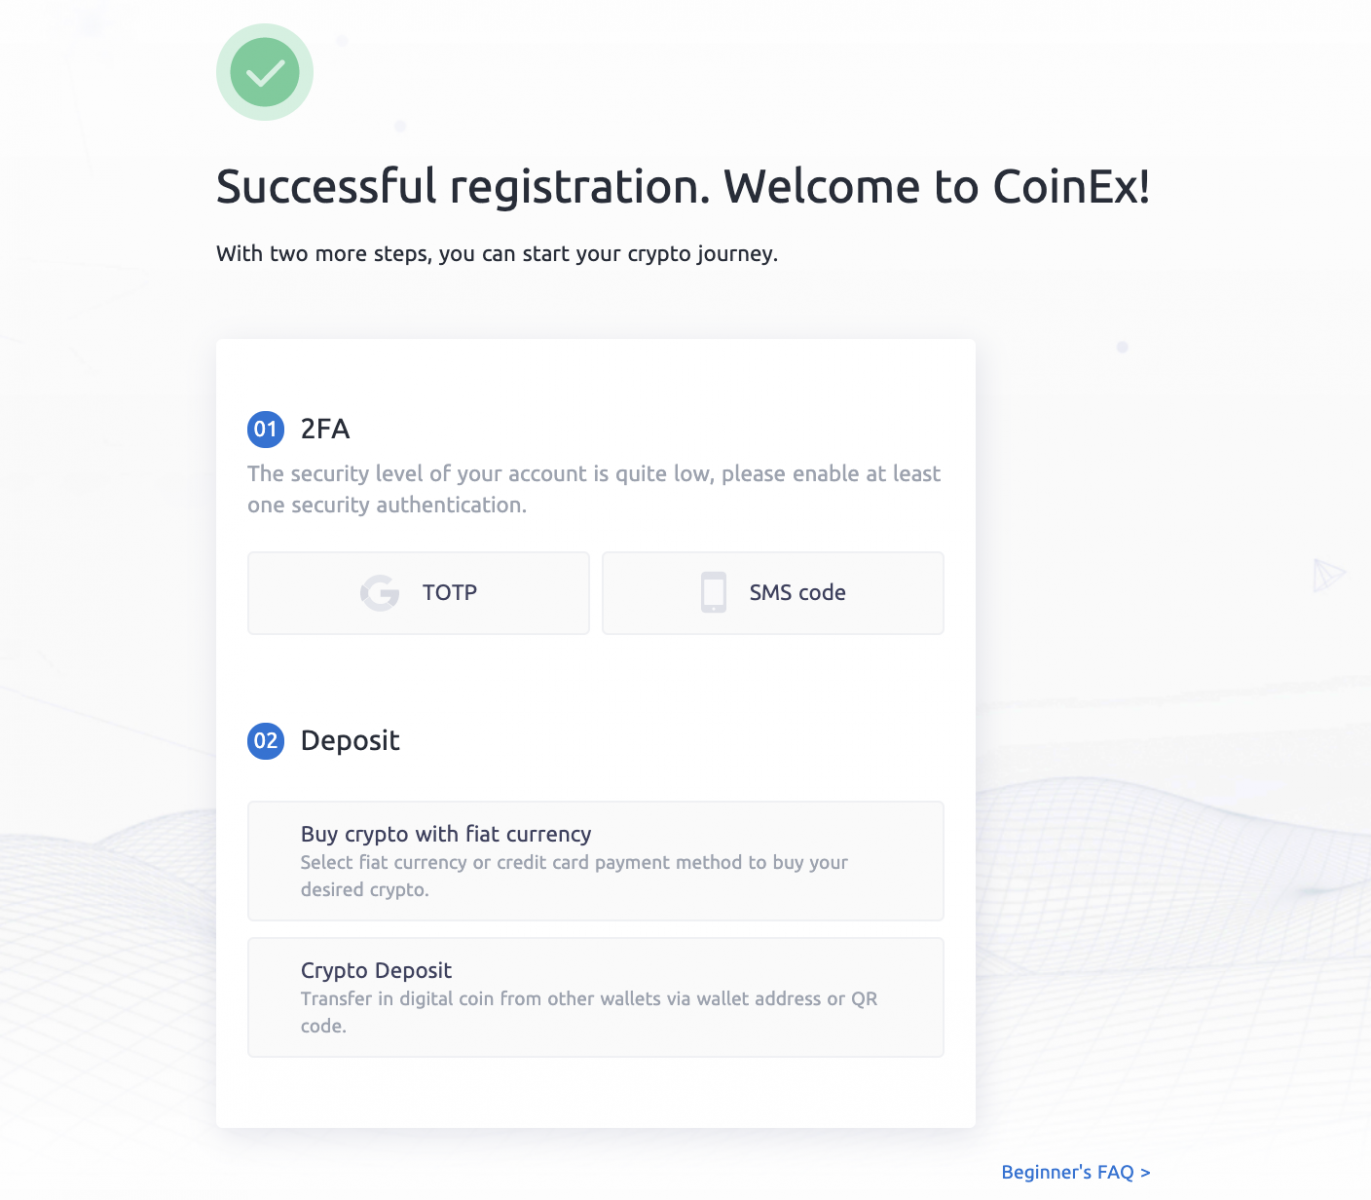 Successful registration. Welcome to CoinEx!
With two more steps, you can start your crypto journey.
01 2FA
The security level of your account is quite low, please enable at least
one security authentication.
TOTP
SMS code
02 Deposit
Buy crypto with fiat currency
Select fiat currency or credit card payment method to buy your
desired crypto.
Crypto Deposit
Transfer in digital coin from other wallets via wallet address or QR
code.
Beginner's FAQ >